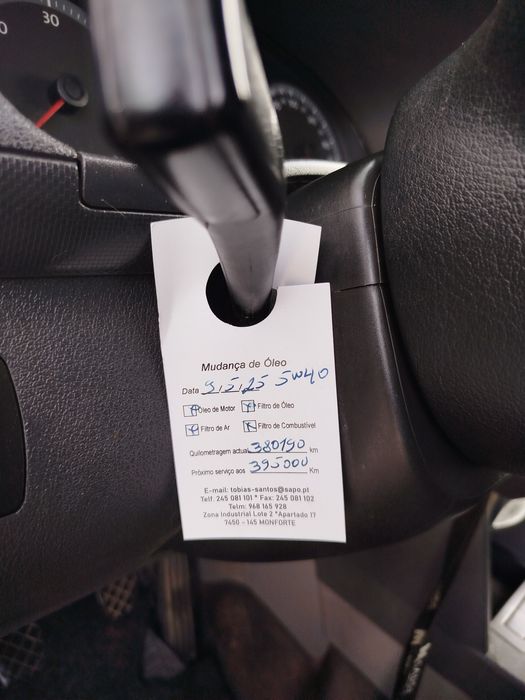 30
Mudança de Óleo
Data 9,5,25 5W40
Óleo de Motor Filtro de Óleo
Filtro de Ar Filtro de Combustível
Quilometragem actual 380190 km
Próximo serviço aos 395000 Km
E-mail: tobias-santos@sapo.pt
Telf. 245 081 101 * Fax: 245 081 102
Telm: 968 165 928
Zona Industrial Lote 2 *Apartado 17
7450 - 145 MONFORTE